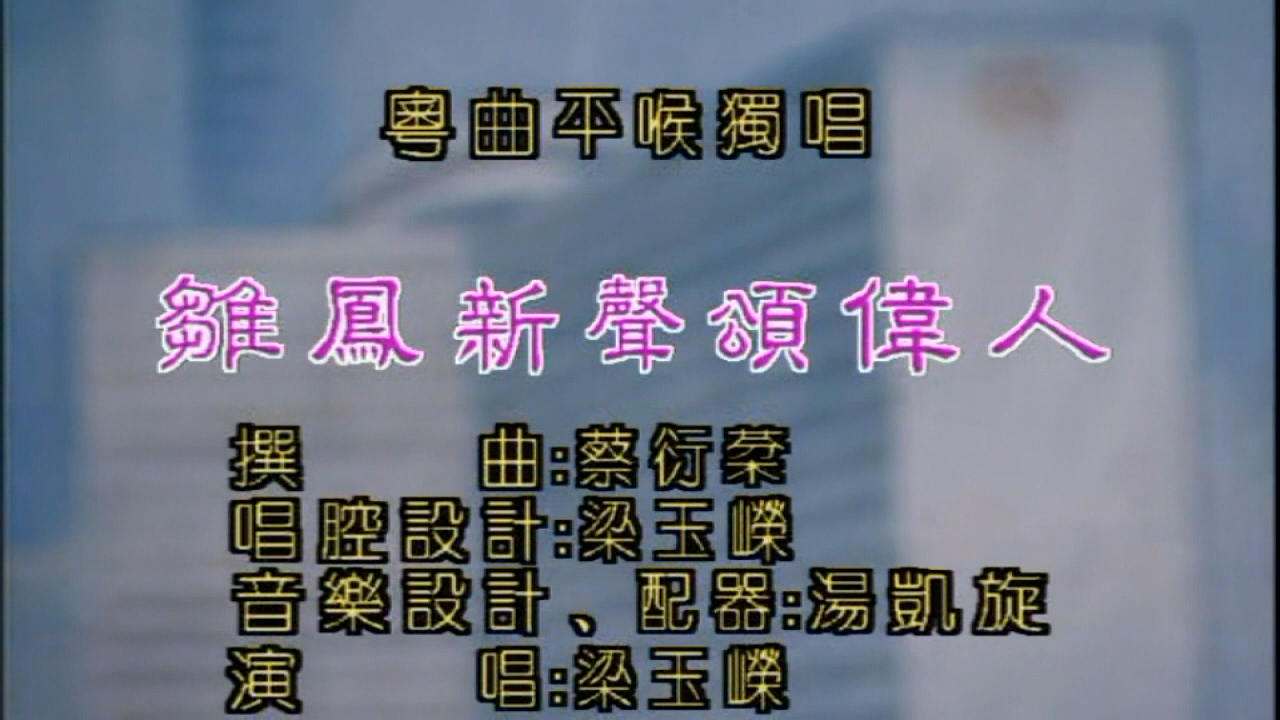 粵曲平喉獨唱
雛鳳新聲頌偉人
撰 曲:蔡衍棻
唱腔設計:梁玉嶸
音樂設計、配器:湯凱旋
演 唱:梁玉嶸